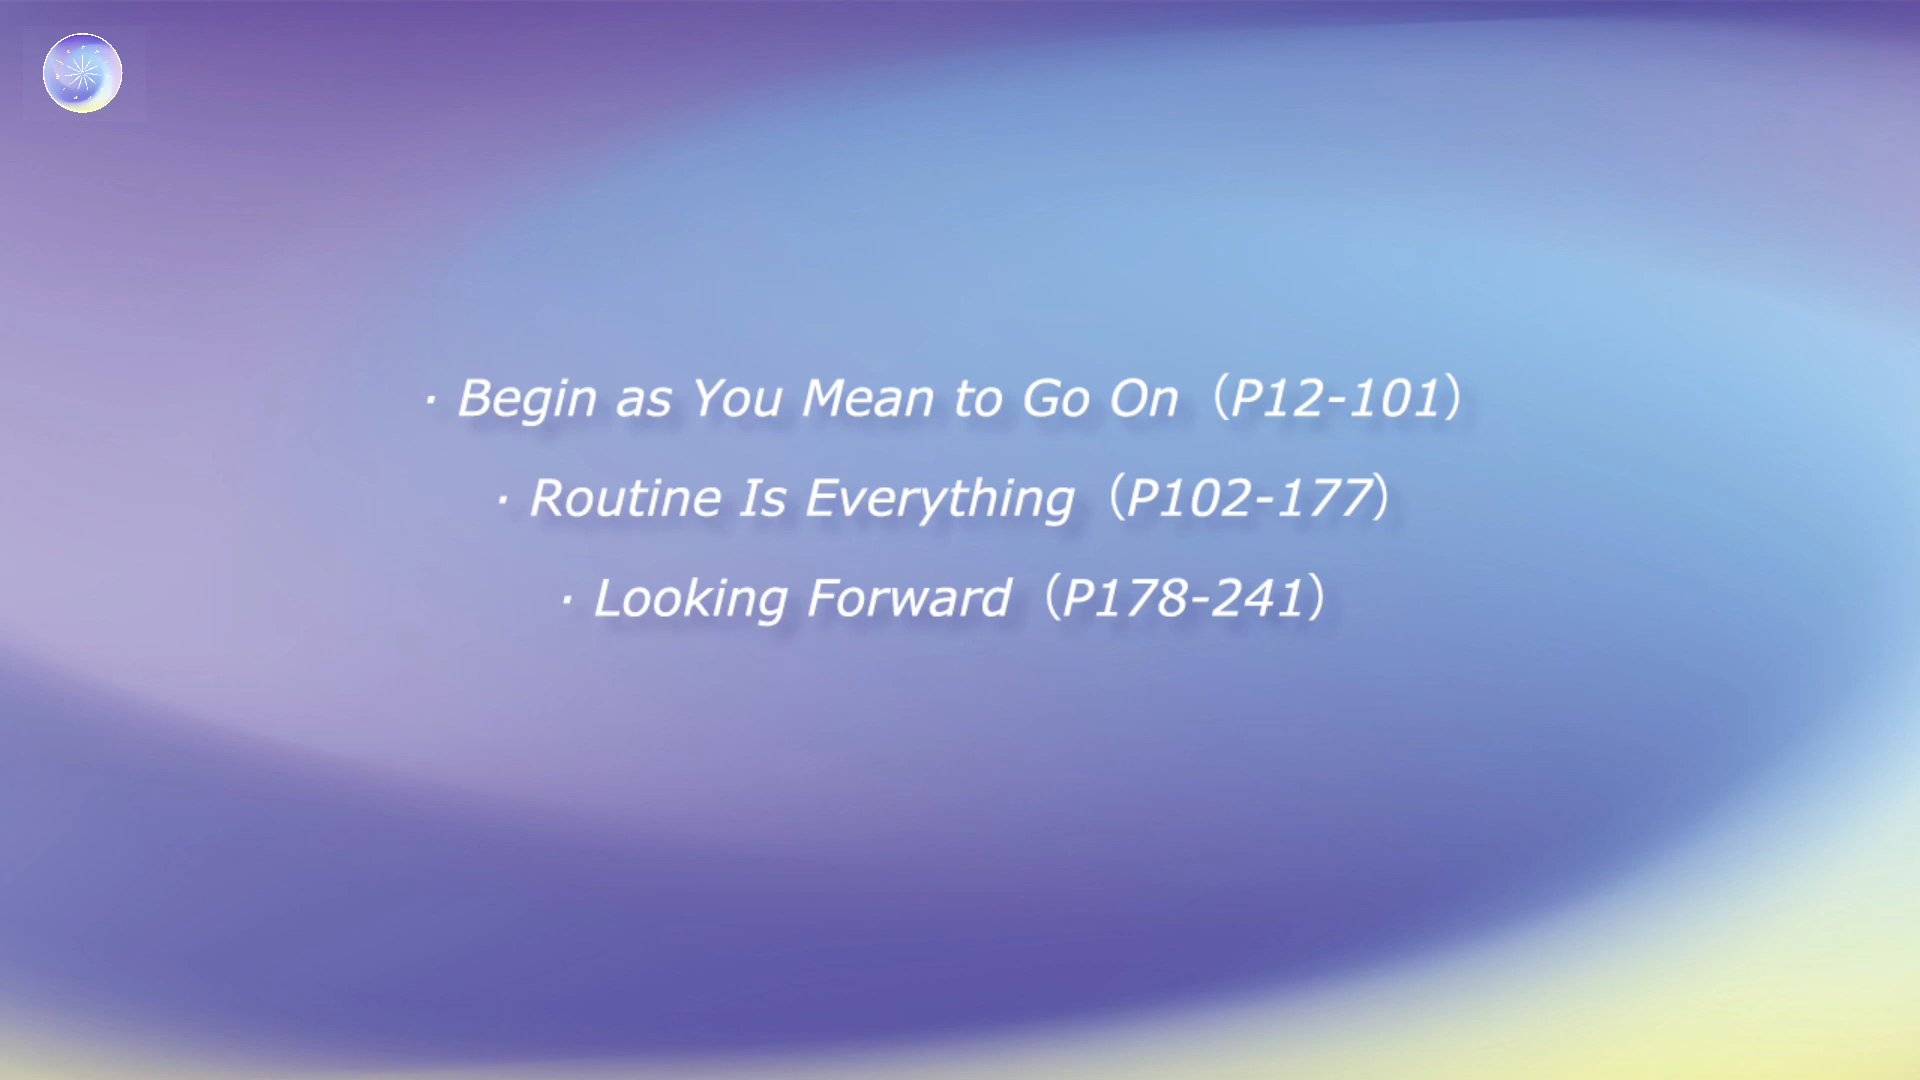 · Begin as You Mean to Go On（P12-101）
· Routine Is Everything（P102-177）
· Looking Forward（P178-241）